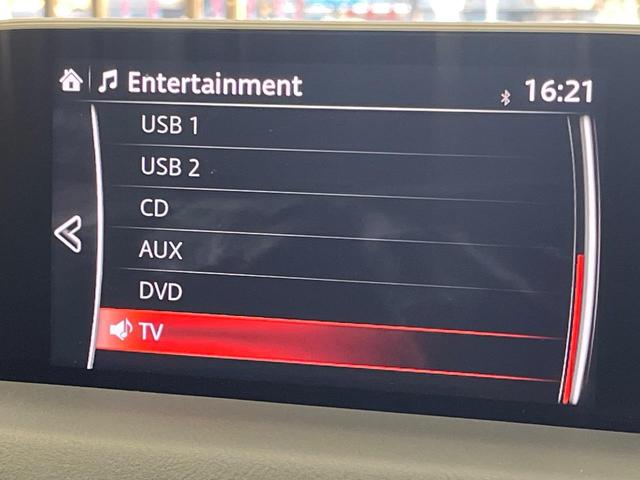 Entertainment
16:21
USB 1
USB 2
CD
AUX
DVD
TV